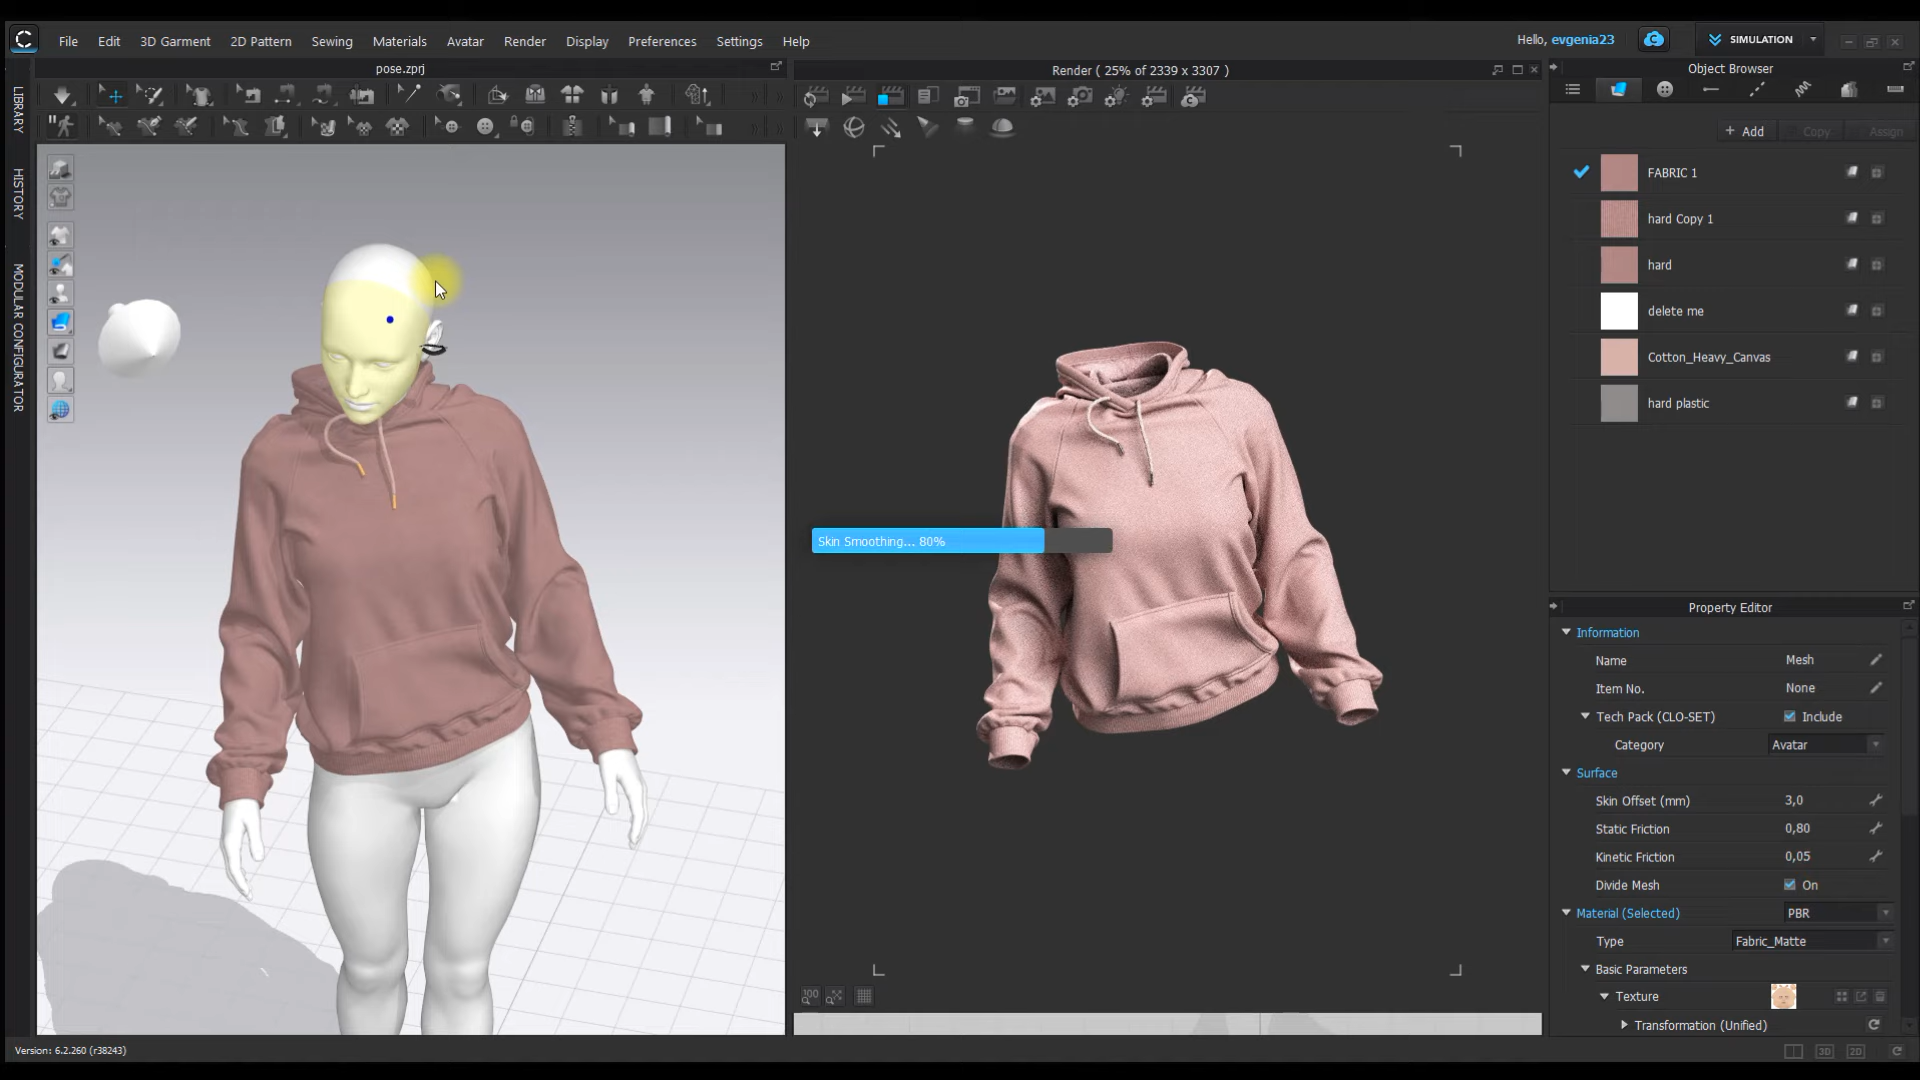 File Edit 3D Garment 2D Pattern Sewing Materials Avatar Render Display Preferences Settings Help
Hello, evgenia23
SIMULATION
pose.zprj
Render ( 25% of 2339 x 3307 )
Object Browser
LIBRARY
HISTORY
MODULAR CONFIGURATOR
+ Add Copy Assign
FABRIC 1
hard Copy 1
hard
delete me
Cotton_Heavy_Canvas
hard plastic
Skin Smoothing... 80%
Property Editor
Information
Name Mesh
Item No. None
Tech Pack (CLO-SET) Include
Category Avatar
Surface
Skin Offset (mm) 3,0
Static Friction 0,80
Kinetic Friction 0,05
Divide Mesh On
Material (Selected) PBR
Type Fabric_Matte
Basic Parameters
Texture
Transformation (Unified)
100
Version: 6.2.260 (r38243)
3D 2D